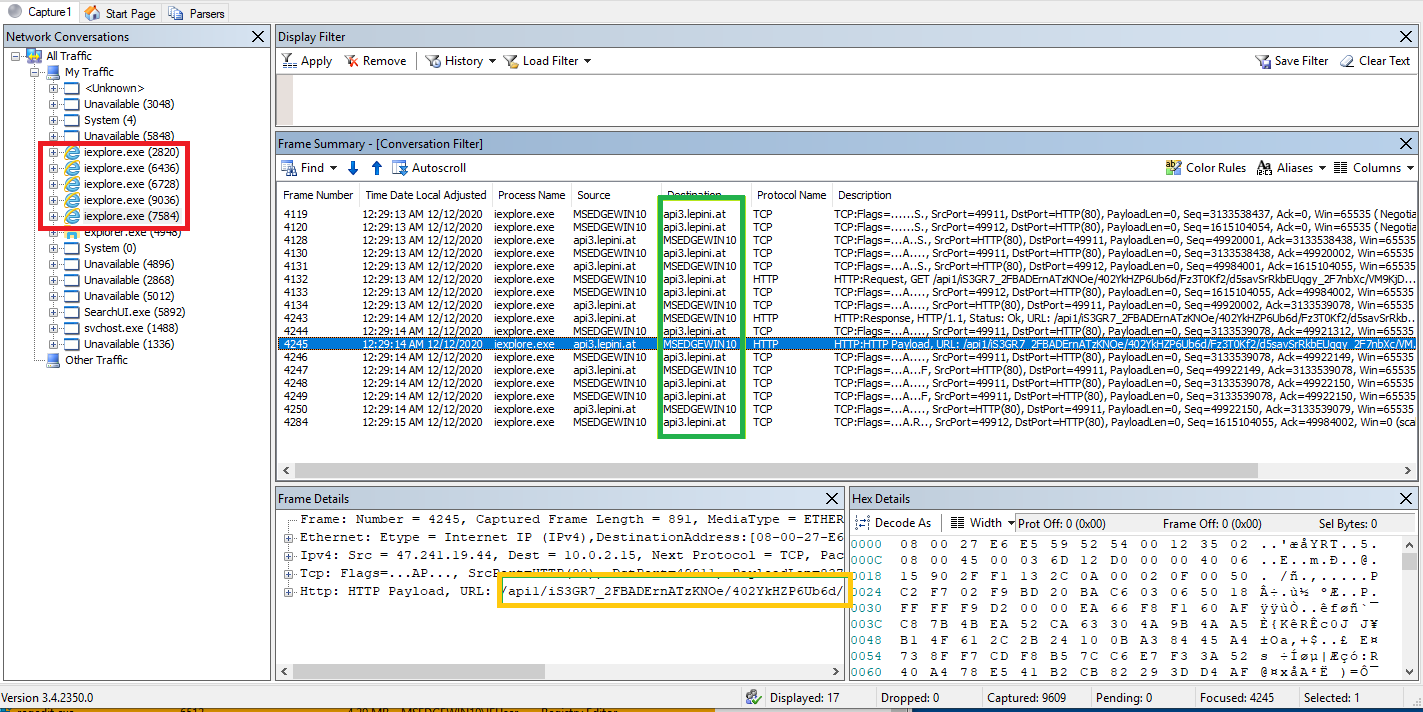 Capture1 Start Page Parsers
Network Conversations
All Traffic
My Traffic
<Unknown>
Unavailable (3048)
System (4)
Unavailable (5848)
iexplore.exe (2820)
iexplore.exe (6436)
iexplore.exe (6728)
iexplore.exe (9036)
iexplore.exe (7584)
explorer.exe (4948)
System (0)
Unavailable (4896)
Unavailable (2868)
Unavailable (5012)
SearchUI.exe (5892)
svchost.exe (1488)
Unavailable (1336)
Other Traffic
Display Filter
Apply Remove History Load Filter Save Filter Clear Text
Frame Summary - [Conversation Filter]
Find Autoscroll Color Rules Aliases Columns
Frame Number Time Date Local Adjusted Process Name Source Destination Protocol Name Description
4119 12:29:13 AM 12/12/2020 iexplore.exe MSEDGEWIN10 api3.lepini.at TCP TCP:Flags=......S., SrcPort=49911, DstPort=HTTP(80), PayloadLen=0, Seq=3133538437, Ack=0, Win=65535 ( Negotia
4120 12:29:13 AM 12/12/2020 iexplore.exe MSEDGEWIN10 api3.lepini.at TCP TCP:Flags=......S., SrcPort=49912, DstPort=HTTP(80), PayloadLen=0, Seq=1615104054, Ack=0, Win=65535 ( Negotia
4128 12:29:13 AM 12/12/2020 iexplore.exe api3.lepini.at MSEDGEWIN10 TCP TCP:Flags=...A..S., SrcPort=HTTP(80), DstPort=49911, PayloadLen=0, Seq=49920001, Ack=3133538438, Win=65535
4130 12:29:13 AM 12/12/2020 iexplore.exe MSEDGEWIN10 api3.lepini.at TCP TCP:Flags=...A...., SrcPort=49911, DstPort=HTTP(80), PayloadLen=0, Seq=3133538438, Ack=49920002, Win=65535
4131 12:29:13 AM 12/12/2020 iexplore.exe api3.lepini.at MSEDGEWIN10 TCP TCP:Flags=...A..S., SrcPort=HTTP(80), DstPort=49912, PayloadLen=0, Seq=49984001, Ack=1615104055, Win=65535
4132 12:29:13 AM 12/12/2020 iexplore.exe MSEDGEWIN10 api3.lepini.at HTTP HTTP:Request, GET /api1/iS3GR7_2FBADErnATzKNOe/402YkHZP6Ub6d/Fz3T0Kf2/d5savSrRkbEUqgy_2F7nbXc/VM9KjD...
4133 12:29:13 AM 12/12/2020 iexplore.exe MSEDGEWIN10 api3.lepini.at TCP TCP:Flags=...A...., SrcPort=49912, DstPort=HTTP(80), PayloadLen=0, Seq=1615104055, Ack=49984002, Win=65535
4134 12:29:13 AM 12/12/2020 iexplore.exe api3.lepini.at MSEDGEWIN10 TCP TCP:Flags=...A...., SrcPort=HTTP(80), DstPort=49911, PayloadLen=0, Seq=49920002, Ack=3133539078, Win=65535
4243 12:29:14 AM 12/12/2020 iexplore.exe api3.lepini.at MSEDGEWIN10 HTTP HTTP:Response, HTTP/1.1, Status: Ok, URL: /api1/iS3GR7_2FBADErnATzKNOe/402YkHZP6Ub6d/Fz3T0Kf2/d5savSrRkb...
4244 12:29:14 AM 12/12/2020 iexplore.exe MSEDGEWIN10 api3.lepini.at TCP TCP:Flags=...A...., SrcPort=49911, DstPort=HTTP(80), PayloadLen=0, Seq=3133539078, Ack=49921312, Win=65535
4245 12:29:14 AM 12/12/2020 iexplore.exe api3.lepini.at MSEDGEWIN10 HTTP HTTP:HTTP Payload, URL: /api1/iS3GR7_2FBADErnATzKNOe/402YkHZP6Ub6d/Fz3T0Kf2/d5savSrRkbEUqgy_2F7nbXc/VM...
4246 12:29:14 AM 12/12/2020 iexplore.exe MSEDGEWIN10 api3.lepini.at TCP TCP:Flags=...A...., SrcPort=49911, DstPort=HTTP(80), PayloadLen=0, Seq=3133539078, Ack=49922149, Win=65535
4247 12:29:14 AM 12/12/2020 iexplore.exe api3.lepini.at MSEDGEWIN10 TCP TCP:Flags=...A...F, SrcPort=HTTP(80), DstPort=49911, PayloadLen=0, Seq=49922149, Ack=3133539078, Win=65535
4248 12:29:14 AM 12/12/2020 iexplore.exe MSEDGEWIN10 api3.lepini.at TCP TCP:Flags=...A...., SrcPort=49911, DstPort=HTTP(80), PayloadLen=0, Seq=3133539078, Ack=49922150, Win=65535
4249 12:29:14 AM 12/12/2020 iexplore.exe MSEDGEWIN10 api3.lepini.at TCP TCP:Flags=...A...F, SrcPort=49911, DstPort=HTTP(80), PayloadLen=0, Seq=3133539078, Ack=49922150, Win=65535
4250 12:29:14 AM 12/12/2020 iexplore.exe api3.lepini.at MSEDGEWIN10 TCP TCP:Flags=...A...., SrcPort=HTTP(80), DstPort=49911, PayloadLen=0, Seq=49922150, Ack=3133539079, Win=65535
4284 12:29:15 AM 12/12/2020 iexplore.exe MSEDGEWIN10 api3.lepini.at TCP TCP:Flags=...A.R.., SrcPort=49912, DstPort=HTTP(80), PayloadLen=0, Seq=1615104055, Ack=49984002, Win=0 (sca
Frame Details
Frame: Number = 4245, Captured Frame Length = 891, MediaType = ETHER
Ethernet: Etype = Internet IP (IPv4),DestinationAddress:[08-00-27-E6
Ipv4: Src = 47.241.19.44, Dest = 10.0.2.15, Next Protocol = TCP, Pac
Tcp: Flags=...AP..., SrcPort=HTTP(80), DstPort=49911, PayloadLen=837
Http: HTTP Payload, URL: /api1/iS3GR7_2FBADErnATzKNOe/402YkHZP6Ub6d/
Hex Details
Decode As Width Prot Off: 0 (0x00) Frame Off: 0 (0x00) Sel Bytes: 0
0000 08 00 27 E6 E5 59 52 54 00 12 35 02 ..'æåYRT..5.
000C 08 00 45 00 03 6D 12 D0 00 00 40 06 ..E..m.Ð..@.
0018 15 90 2F F1 13 2C 0A 00 02 0F 00 50 ./ñ.,.....P
0024 C2 F7 02 F9 BD 20 BA C6 03 06 50 18 Â÷.ù½ ºÆ..P.
0030 FF FF F9 D2 00 00 EA 66 F8 F1 60 AF ÿÿùÒ..êføñ`¯
003C C8 7B 4B EA 52 CA 63 30 4A 9B 4A A5 È{KêRÊc0J J¥
0048 B1 4F 61 2C 2B 24 10 0B A3 84 45 A4 ±Oa,+$..£ E¤
0054 73 8F F7 CD F8 B5 7C C6 E7 F3 3A 52 s ÷Íøµ|Æçó:R
0060 40 A4 78 E5 41 B2 CB 82 29 3D D4 AF @¤xåA²Ë )=Ô¯
Version 3.4.2350.0 Displayed: 17 Dropped: 0 Captured: 9609 Pending: 0 Focused: 4245 Selected: 1